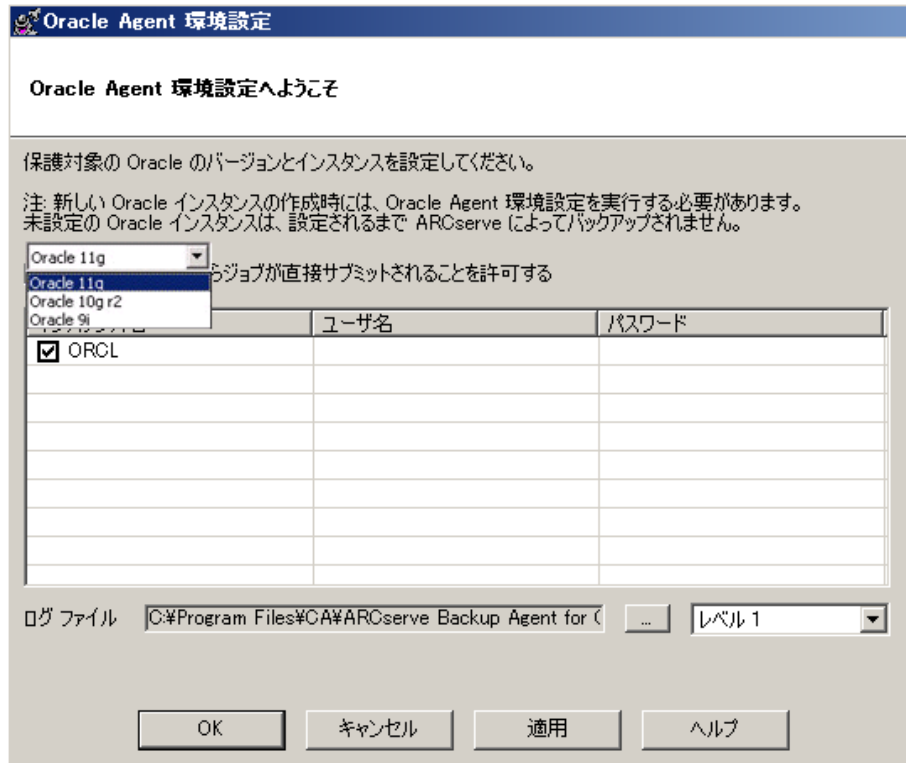 Oracle Agent 環境設定
Oracle Agent 環境設定へようこそ
保護対象の Oracle のバージョンとインスタンスを設定してください。
注: 新しい Oracle インスタンスの作成時には、Oracle Agent 環境設定を実行する必要があります。
未設定の Oracle インスタンスは、設定されるまで ARCserve によってバックアップされません。
Oracle 11g
Oracle 11g
Oracle 10g r2
Oracle 9i
らジョブが直接サブミットされることを許可する
ユーザ名 パスワード
ORCL
ログ ファイル C:¥Program Files¥CA¥ARCserve Backup Agent for ... レベル 1
OK キャンセル 適用 ヘルプ